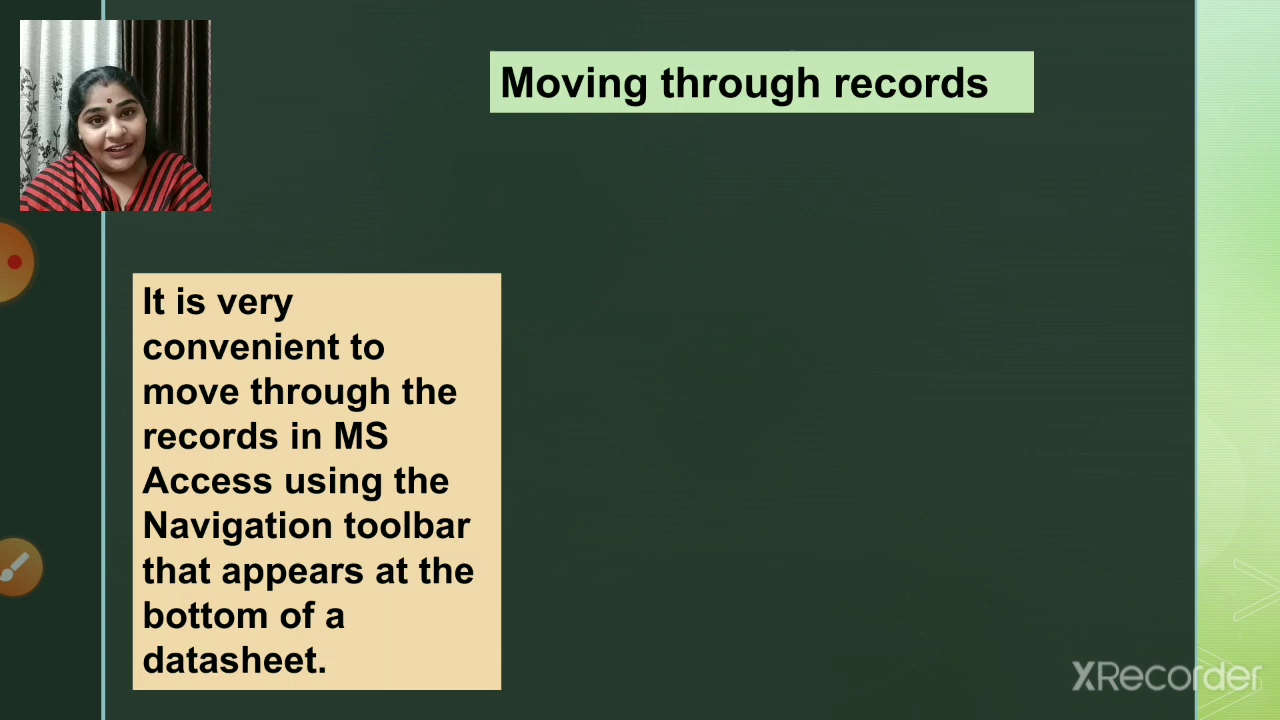 Moving through records
It is very
convenient to
move through the
records in MS
Access using the
Navigation toolbar
that appears at the
bottom of a
datasheet.
XRecorder